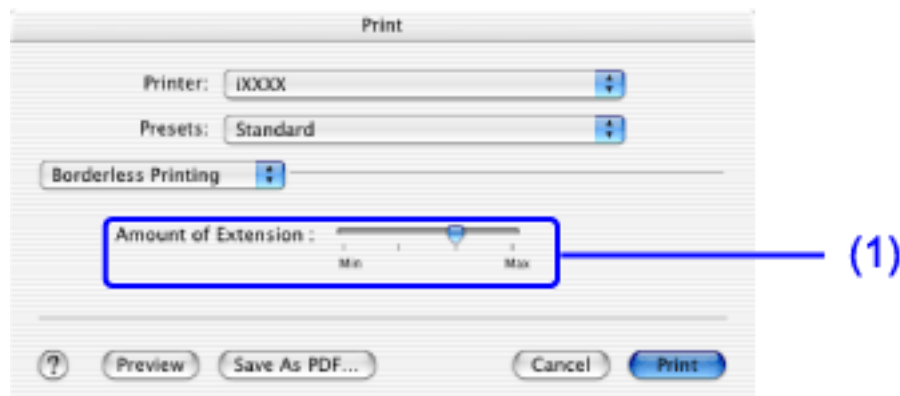 Print
Printer: iXXXX
Presets: Standard
Borderless Printing
Amount of Extension :
Min Max
(1)
? Preview Save As PDF... Cancel Print